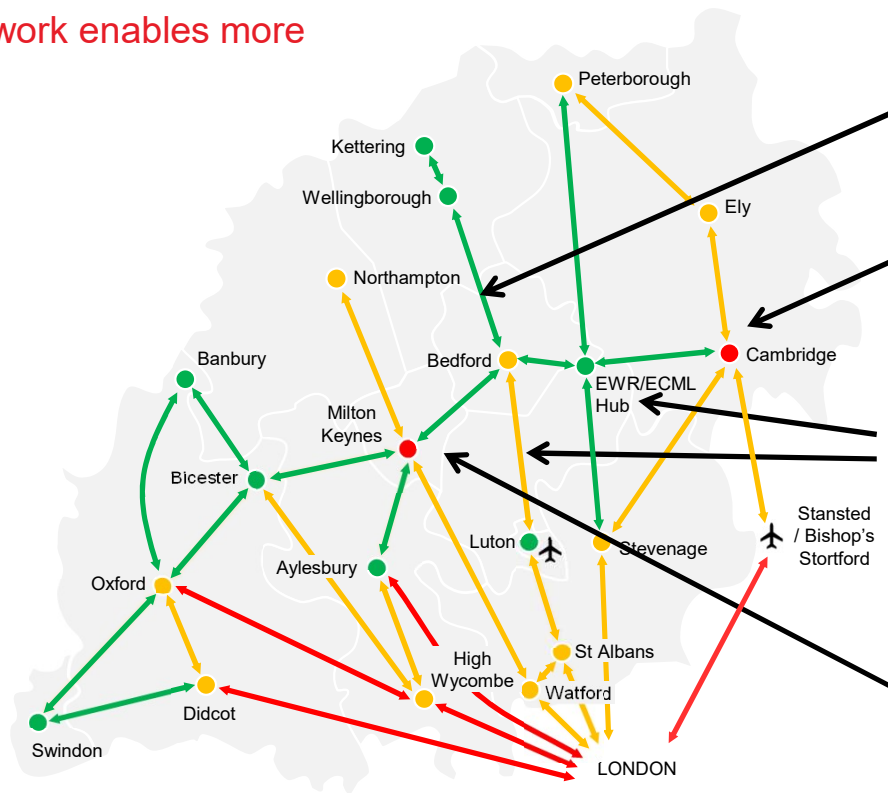 work enables more
Peterborough
Kettering
Wellingborough
Ely
Northampton
Banbury
Bedford
Cambridge
EWR/ECML
Hub
Milton
Keynes
Bicester
Stansted
/ Bishop's
Stortford
Luton
Stevenage
Aylesbury
Oxford
High
Wycombe
St Albans
Watford
Didcot
Swindon
LONDON